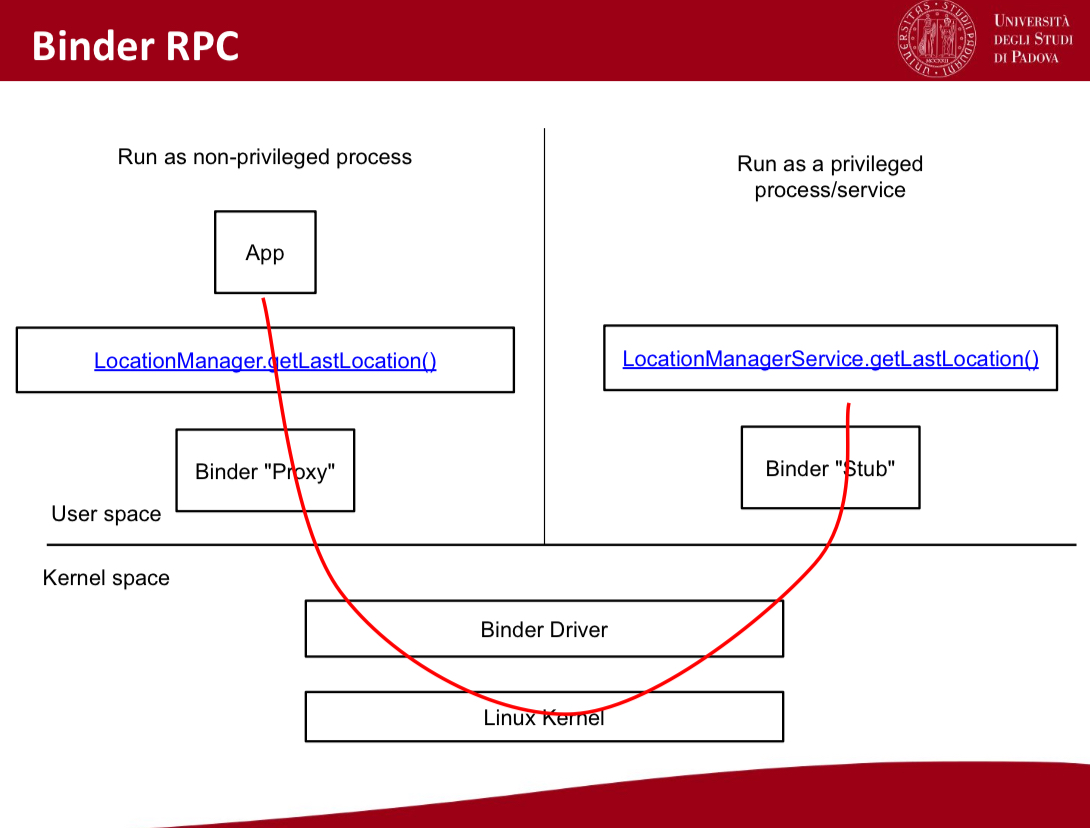 Binder RPC
UNIVERSITÀ
DEGLI STUDI
DI PADOVA
Run as non-privileged process
Run as a privileged
process/service
App
LocationManager.getLastLocation()
LocationManagerService.getLastLocation()
Binder "Proxy"
Binder "Stub"
User space
Kernel space
Binder Driver
Linux Kernel